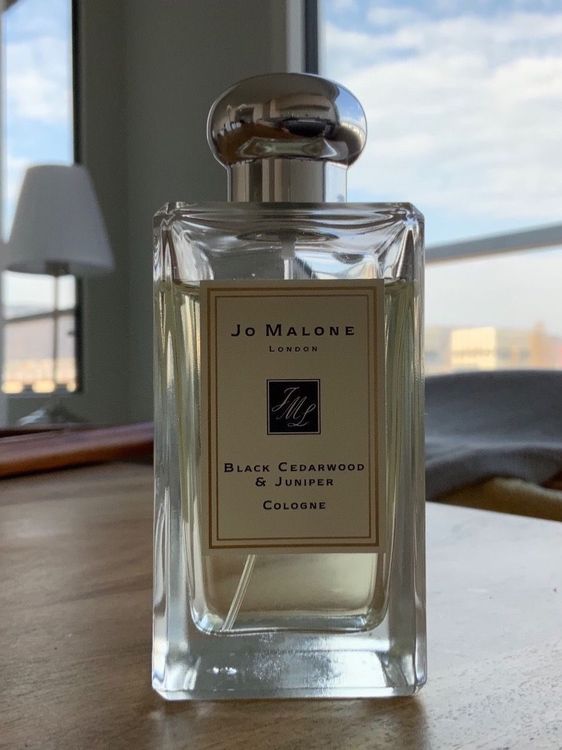 Jo Malone
London
JML
Black Cedarwood
& Juniper
Cologne